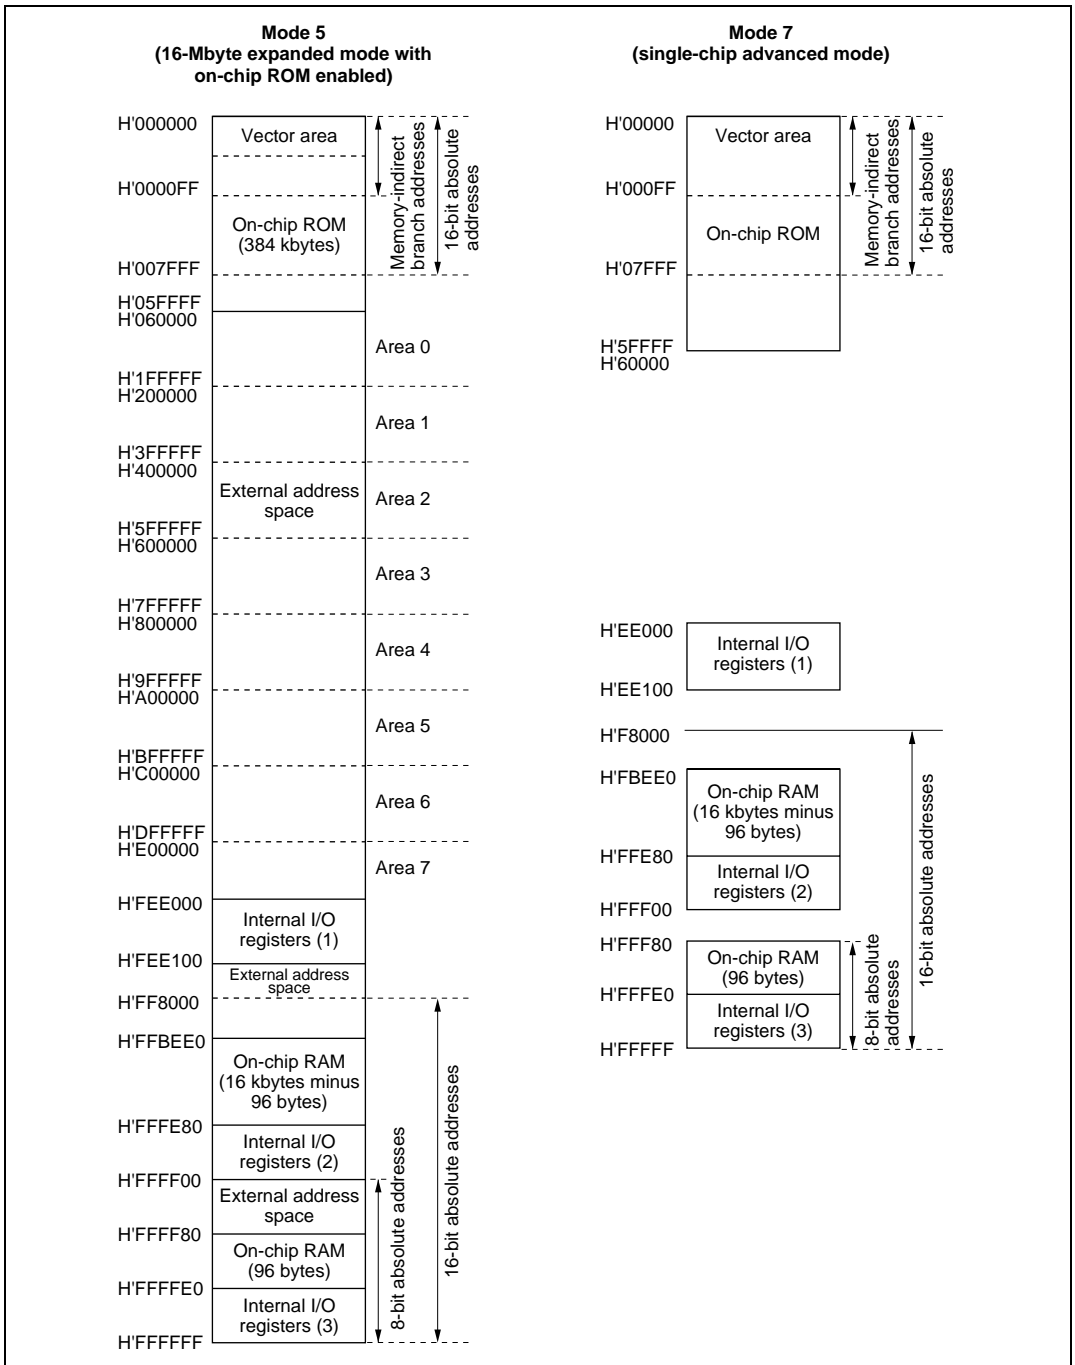 Mode 5
(16-Mbyte expanded mode with
on-chip ROM enabled)
H'000000
Vector area
H'0000FF
On-chip ROM
(384 kbytes)
H'007FFF
H'05FFFF
H'060000
Memory-indirect
branch addresses
16-bit absolute
addresses
Area 0
H'1FFFFF
H'200000
Area 1
H'3FFFFF
H'400000
External address
space
Area 2
H'5FFFFF
H'600000
Area 3
H'7FFFFF
H'800000
Area 4
H'9FFFFF
H'A00000
Area 5
H'BFFFFF
H'C00000
Area 6
H'DFFFFF
H'E00000
Area 7
H'FEE000
Internal I/O
registers (1)
H'FEE100
External address
space
H'FF8000
H'FFBEE0
On-chip RAM
(16 kbytes minus
96 bytes)
H'FFFE80
Internal I/O
registers (2)
H'FFFF00
External address
space
H'FFFF80
On-chip RAM
(96 bytes)
H'FFFFE0
Internal I/O
registers (3)
H'FFFFFF
8-bit absolute addresses
16-bit absolute addresses
Mode 7
(single-chip advanced mode)
H'00000
Vector area
H'000FF
On-chip ROM
H'07FFF
H'5FFFF
H'60000
Memory-indirect
branch addresses
16-bit absolute
addresses
H'EE000
Internal I/O
registers (1)
H'EE100
H'F8000
H'FBEE0
On-chip RAM
(16 kbytes minus
96 bytes)
H'FFE80
Internal I/O
registers (2)
H'FFF00
H'FFF80
On-chip RAM
(96 bytes)
H'FFFE0
Internal I/O
registers (3)
H'FFFFF
8-bit absolute
addresses
16-bit absolute addresses